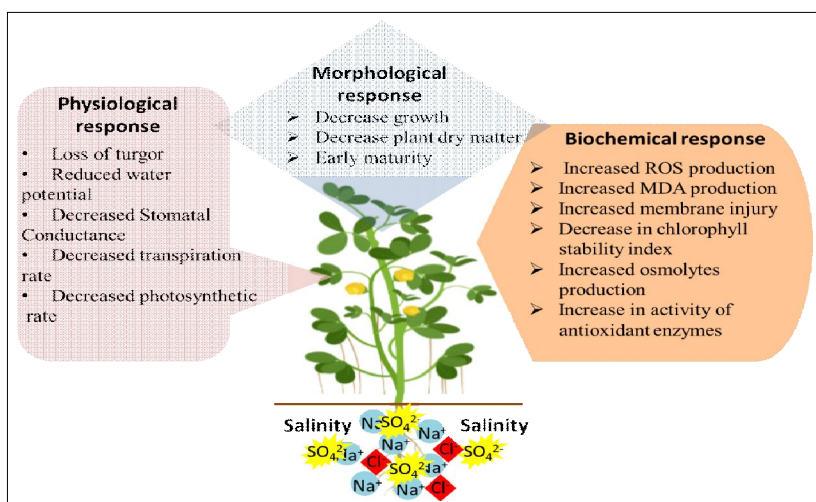 Morphological
response
➤ Decrease growth
➤ Decrease plant dry matter
➤ Early maturity
Physiological
response
• Loss of turgor
• Reduced water
potential
• Decreased Stomatal
Conductance
• Decreased transpiration
rate
• Decreased photosynthetic
rate
Biochemical response
➤ Increased ROS production
➤ Increased MDA production
➤ Increased membrane injury
➤ Decrease in chlorophyll
stability index
➤ Increased osmolytes
production
➤ Increase in activity of
antioxidant enzymes
Salinity
Salinity
SO₄²⁻
Na⁺
Na⁺
SO₄²⁻
Cl
Cl
SO₄²⁻
SO₄²⁻
Na⁺
Na⁺
Cl